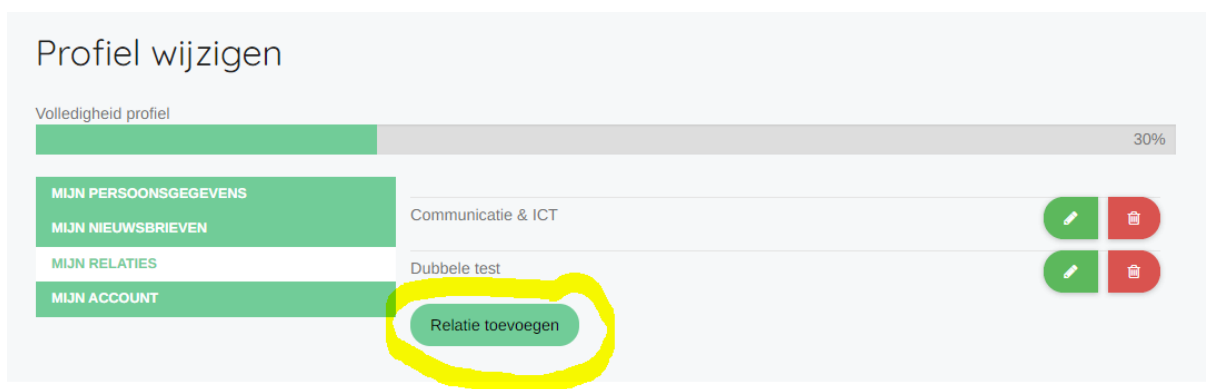 Profiel wijzigen
Volledigheid profiel
30%
MIJN PERSOONSGEGEVENS
MIJN NIEUWSBRIEVEN
MIJN RELATIES
MIJN ACCOUNT
Communicatie & ICT
Dubbele test
Relatie toevoegen